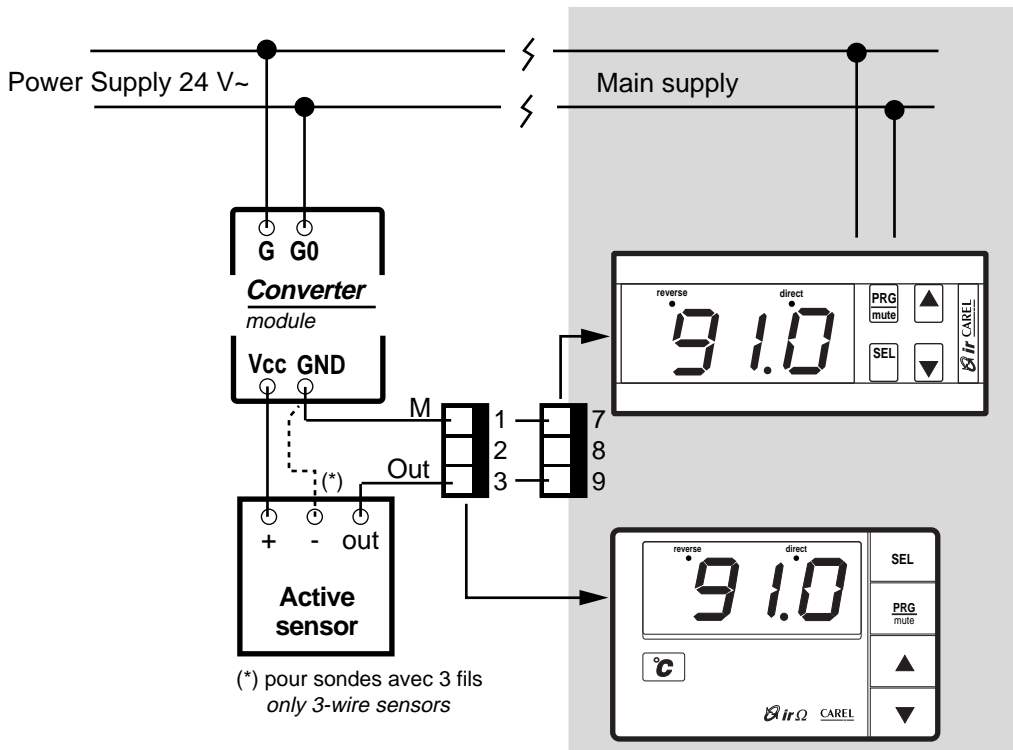 Power Supply 24 V~
Main supply
G G0
Converter
module
Vcc GND
M
Out
1
2
3
7
8
9
(*)
+ - out
Active
sensor
(*) pour sondes avec 3 fils
only 3-wire sensors
reverse direct
91.0
PRG
mute
SEL
ir CAREL
reverse direct
91.0
°C
irΩ CAREL
SEL
PRG
mute